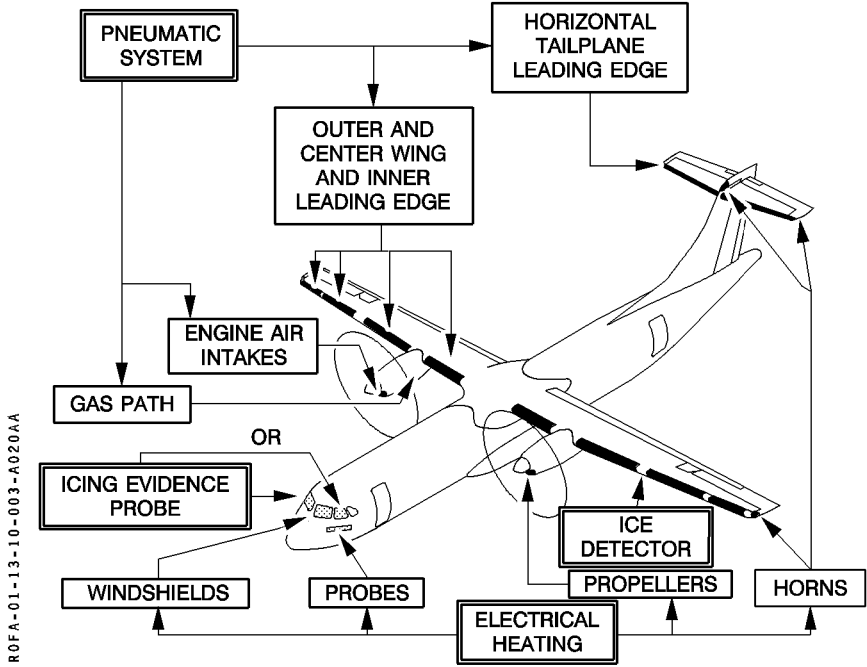 PNEUMATIC
SYSTEM
HORIZONTAL
TAILPLANE
LEADING EDGE
OUTER AND
CENTER WING
AND INNER
LEADING EDGE
ENGINE AIR
INTAKES
GAS PATH
OR
ICING EVIDENCE
PROBE
ICE
DETECTOR
WINDSHIELDS
PROBES
PROPELLERS
HORNS
ELECTRICAL
HEATING
R0FA-01-13-10-003-A020AA